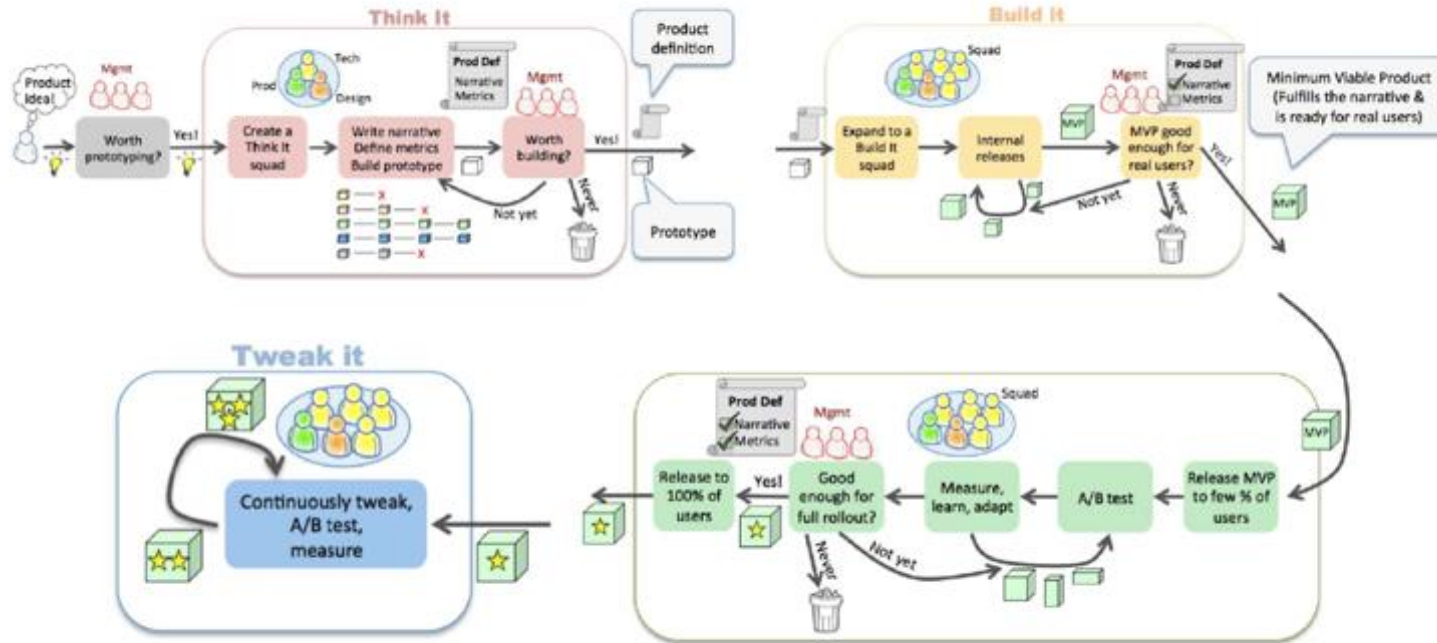 Think It
Product
idea!
Mgmt
Worth
prototyping?
Yes!
Tech
Prod
Design
Create a
Think It
squad
Prod Def
Narrative
Metrics
Write narrative
Define metrics
Build prototype
Mgmt
Worth
building?
Yes!
Not yet
Never
X
X
X
Product
definition
Prototype
Build It
Squad
Expand to a
Build It
squad
Internal
releases
MVP
Mgmt
Prod Def
Narrative
Metrics
MVP good
enough for
real users?
Yes!
Not yet
Never
Minimum Viable Product
(Fulfills the narrative &
is ready for real users)
MVP
MVP
Release MVP
to few % of
users
A/B test
Squad
Measure,
learn, adapt
Prod Def
Narrative
Metrics
Mgmt
Good
enough for
full rollout?
Yes!
Not yet
Never
Release to
100% of
users
Tweak it
Continuously tweak,
A/B test,
measure